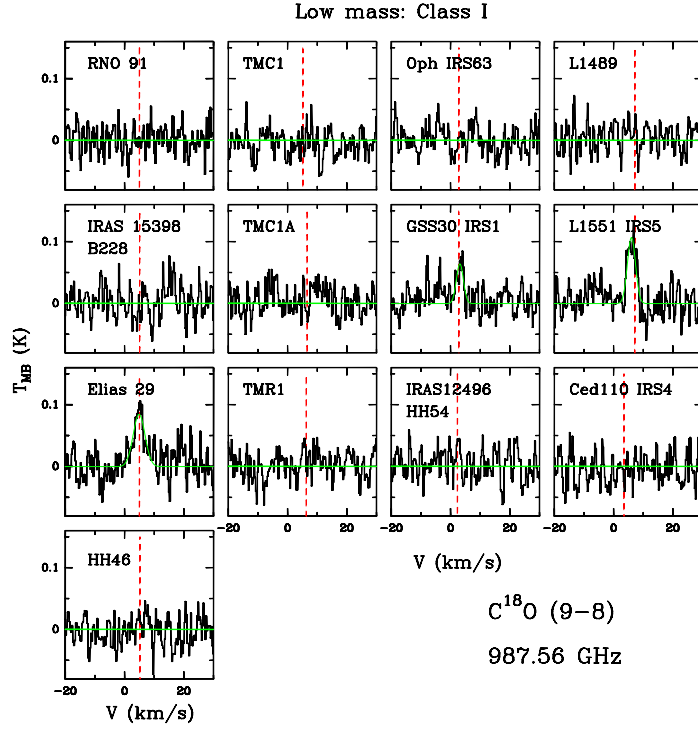 Low mass: Class I
RNO 91
TMC1
Oph IRS63
L1489
0.1
0
IRAS 15398
B228
TMC1A
GSS30 IRS1
L1551 IRS5
0.1
0
T_MB (K)
Elias 29
TMR1
IRAS12496
HH54
Ced110 IRS4
0.1
0
−20 0 20
−20 0 20
−20 0 20
V (km/s)
HH46
0.1
0
−20 0 20
V (km/s)
C¹⁸O (9−8)
987.56 GHz